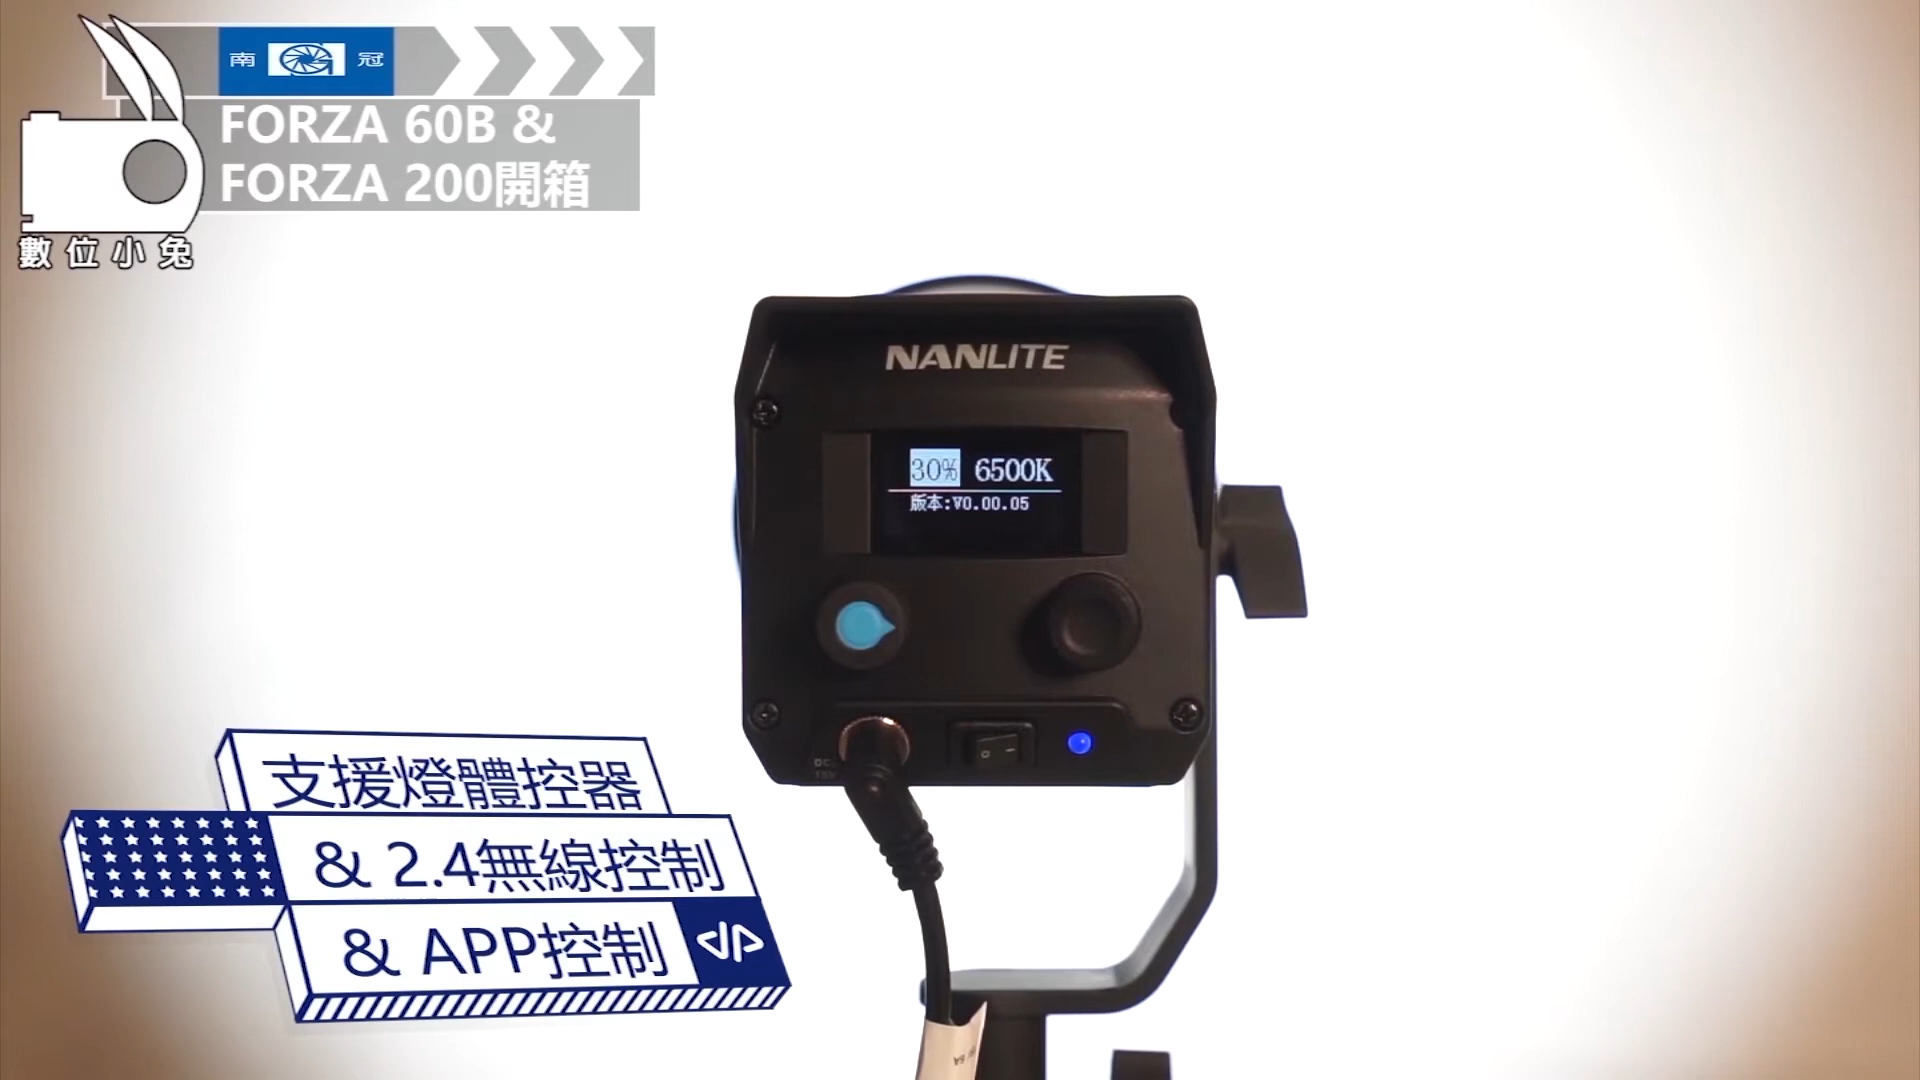 南 冠
FORZA 60B &
FORZA 200開箱
數位小兔
NANLITE
30% 6500K
版本:V0.00.05
支援燈體控器
& 2.4無線控制
& APP控制